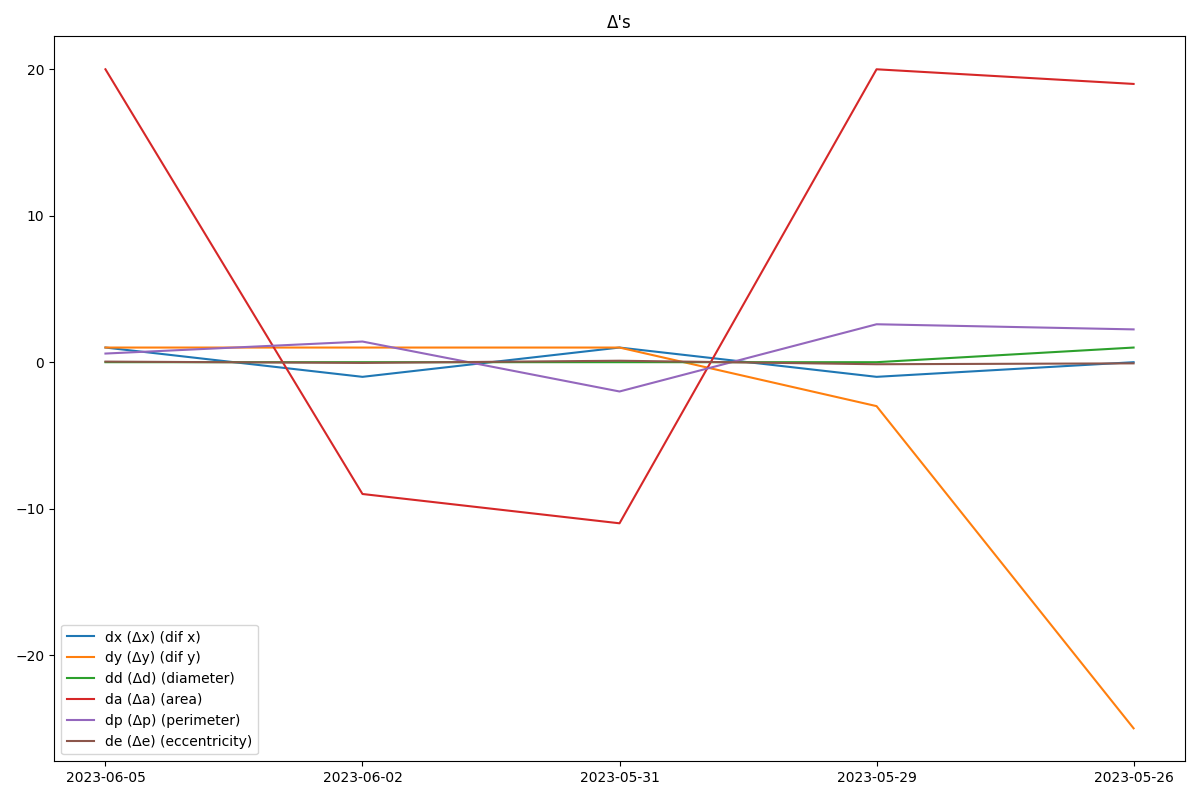 Δ's
20
10
0
−10
−20
dx (Δx) (dif x)
dy (Δy) (dif y)
dd (Δd) (diameter)
da (Δa) (area)
dp (Δp) (perimeter)
de (Δe) (eccentricity)
2023-06-05 2023-06-02 2023-05-31 2023-05-29 2023-05-26